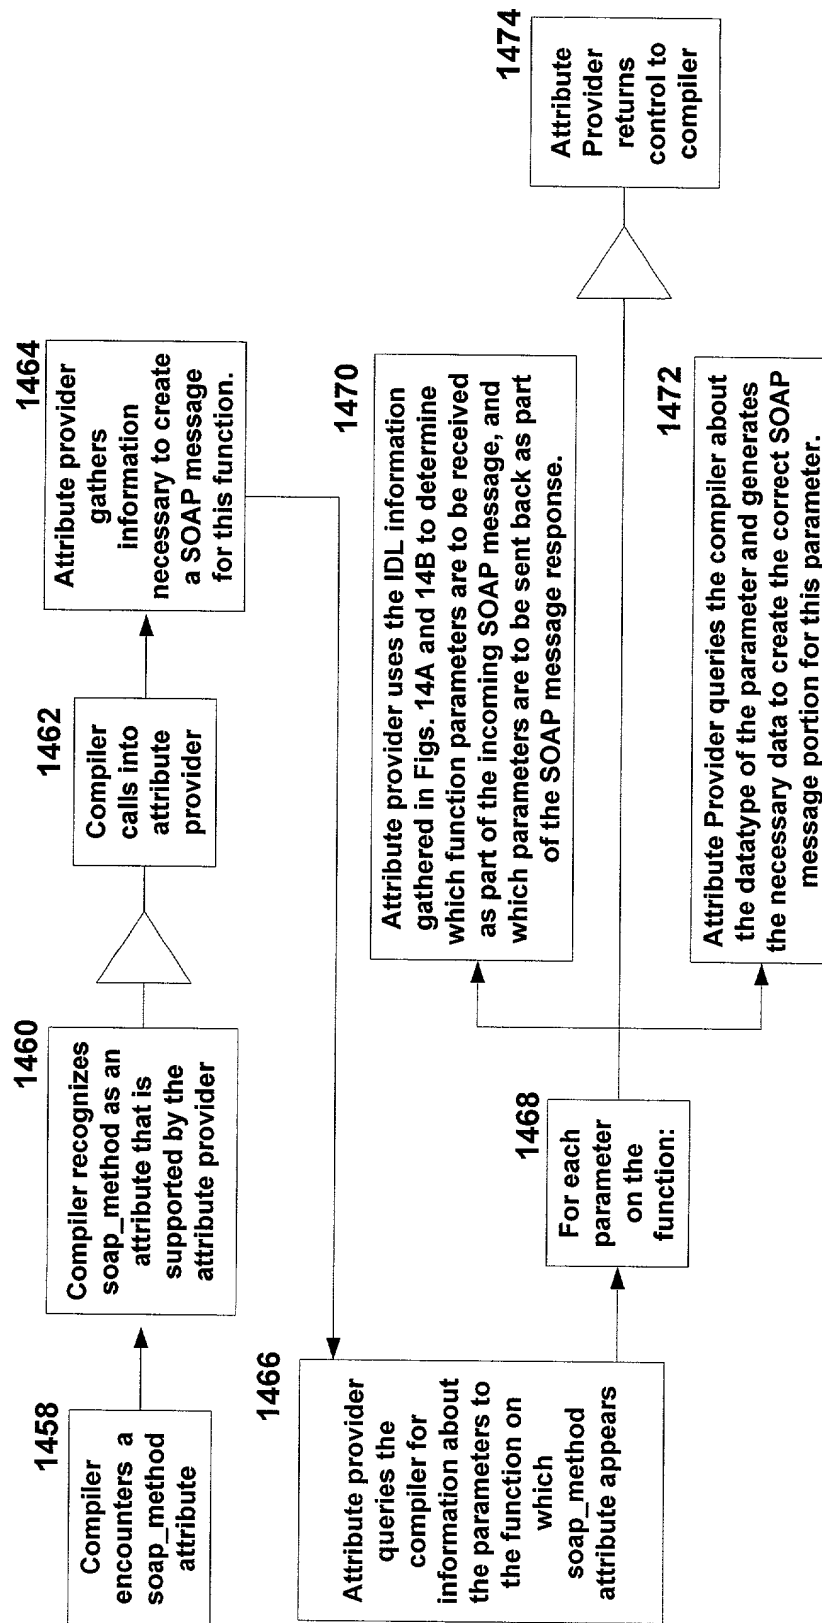 1458
Compiler
encounters a
soap_method
attribute
1460
Compiler recognizes
soap_method as an
attribute that is
supported by the
attribute provider
1462
Compiler
calls into
attribute
provider
1464
Attribute provider
gathers
information
necessary to create
a SOAP message
for this function.
1466
Attribute provider
queries the
compiler for
information about
the parameters to
the function on
which
soap_method
attribute appears
1468
For each
parameter
on the
function:
1470
Attribute provider uses the IDL information
gathered in Figs. 14A and 14B to determine
which function parameters are to be received
as part of the incoming SOAP message, and
which parameters are to be sent back as part
of the SOAP message response.
1472
Attribute Provider queries the compiler about
the datatype of the parameter and generates
the necessary data to create the correct SOAP
message portion for this parameter.
1474
Attribute
Provider
returns
control to
compiler